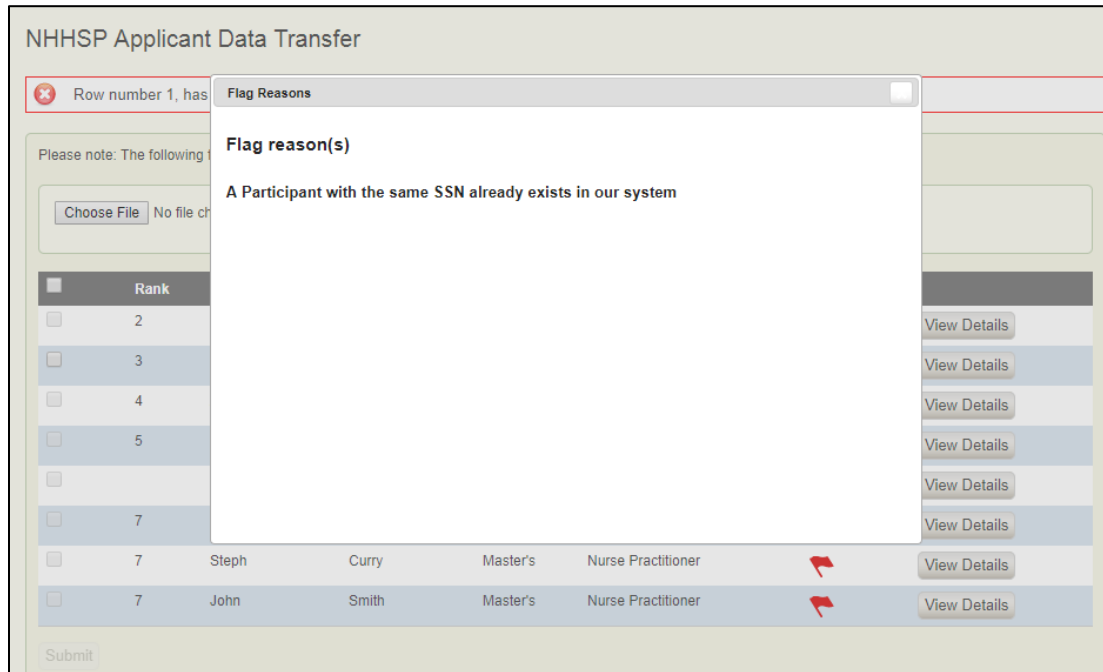 NHHSP Applicant Data Transfer
Row number 1, has
Flag Reasons
Flag reason(s)
A Participant with the same SSN already exists in our system
Please note: The following
Choose File No file ch
Rank
2 View Details
3 View Details
4 View Details
5 View Details
View Details
7 View Details
7 Steph Curry Master's Nurse Practitioner View Details
7 John Smith Master's Nurse Practitioner View Details
Submit